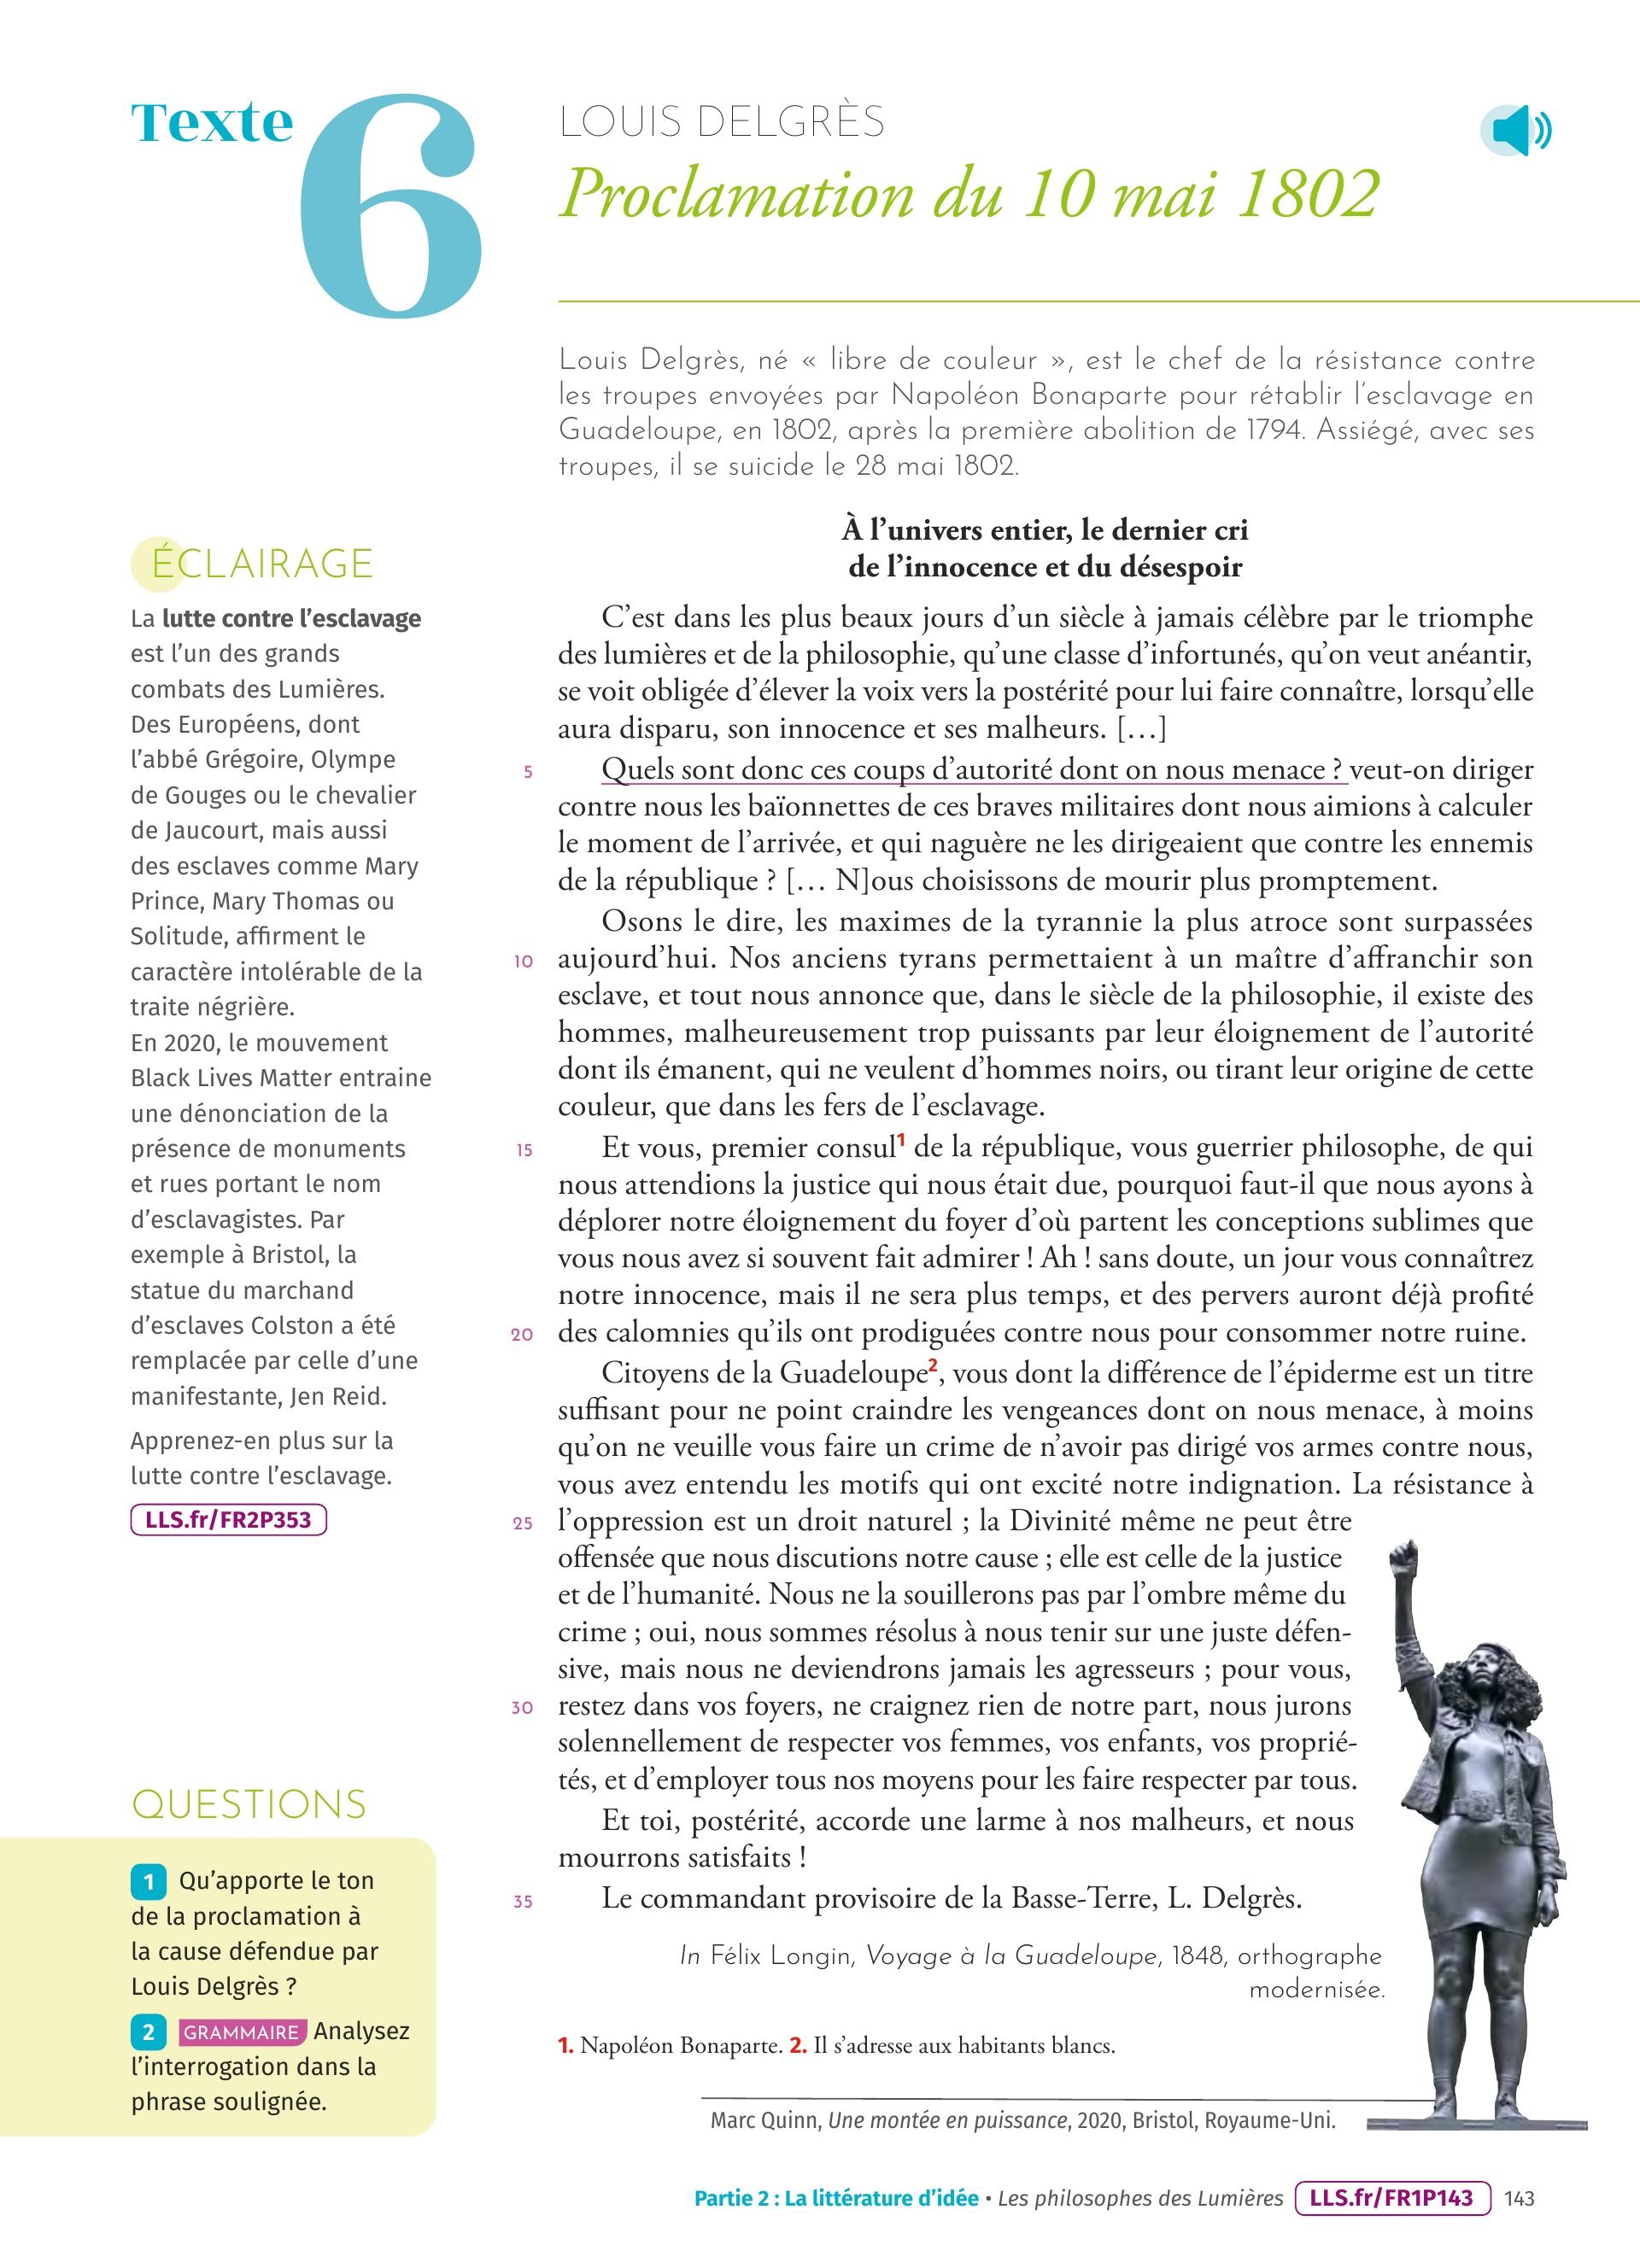 Texte 6
LOUIS DELGRÈS
Proclamation du 10 mai 1802
Louis Delgrès, né « libre de couleur », est le chef de la résistance contre
les troupes envoyées par Napoléon Bonaparte pour rétablir l'esclavage en
Guadeloupe, en 1802, après la première abolition de 1794. Assiégé, avec ses
troupes, il se suicide le 28 mai 1802.
ÉCLAIRAGE
La lutte contre l'esclavage
est l'un des grands
combats des Lumières.
Des Européens, dont
l'abbé Grégoire, Olympe
de Gouges ou le chevalier
de Jaucourt, mais aussi
des esclaves comme Mary
Prince, Mary Thomas ou
Solitude, affirment le
caractère intolérable de la
traite négrière.
En 2020, le mouvement
Black Lives Matter entraine
une dénonciation de la
présence de monuments
et rues portant le nom
d'esclavagistes. Par
exemple à Bristol, la
statue du marchand
d'esclaves Colston a été
remplacée par celle d'une
manifestante, Jen Reid.
Apprenez-en plus sur la
lutte contre l'esclavage.
LLS.fr/FR2P353
QUESTIONS
1 Qu'apporte le ton
de la proclamation à
la cause défendue par
Louis Delgrès ?
2 GRAMMAIRE Analysez
l'interrogation dans la
phrase soulignée.
À l'univers entier, le dernier cri
de l'innocence et du désespoir
C'est dans les plus beaux jours d'un siècle à jamais célèbre par le triomphe
des lumières et de la philosophie, qu'une classe d'infortunés, qu'on veut anéantir,
se voit obligée d'élever la voix vers la postérité pour lui faire connaître, lorsqu'elle
aura disparu, son innocence et ses malheurs. […]
5 Quels sont donc ces coups d'autorité dont on nous menace ? veut-on diriger
contre nous les baïonnettes de ces braves militaires dont nous aimions à calculer
le moment de l'arrivée, et qui naguère ne les dirigeaient que contre les ennemis
de la république ? [… N]ous choisissons de mourir plus promptement.
Osons le dire, les maximes de la tyrannie la plus atroce sont surpassées
10 aujourd'hui. Nos anciens tyrans permettaient à un maître d'affranchir son
esclave, et tout nous annonce que, dans le siècle de la philosophie, il existe des
hommes, malheureusement trop puissants par leur éloignement de l'autorité
dont ils émanent, qui ne veulent d'hommes noirs, ou tirant leur origine de cette
couleur, que dans les fers de l'esclavage.
15 Et vous, premier consul1 de la république, vous guerrier philosophe, de qui
nous attendions la justice qui nous était due, pourquoi faut-il que nous ayons à
déplorer notre éloignement du foyer d'où partent les conceptions sublimes que
vous nous avez si souvent fait admirer ! Ah ! sans doute, un jour vous connaîtrez
notre innocence, mais il ne sera plus temps, et des pervers auront déjà profité
20 des calomnies qu'ils ont prodiguées contre nous pour consommer notre ruine.
Citoyens de la Guadeloupe2, vous dont la différence de l'épiderme est un titre
suffisant pour ne point craindre les vengeances dont on nous menace, à moins
qu'on ne veuille vous faire un crime de n'avoir pas dirigé vos armes contre nous,
vous avez entendu les motifs qui ont excité notre indignation. La résistance à
25 l'oppression est un droit naturel ; la Divinité même ne peut être
offensée que nous discutions notre cause ; elle est celle de la justice
et de l'humanité. Nous ne la souillerons pas par l'ombre même du
crime ; oui, nous sommes résolus à nous tenir sur une juste défen-
sive, mais nous ne deviendrons jamais les agresseurs ; pour vous,
30 restez dans vos foyers, ne craignez rien de notre part, nous jurons
solennellement de respecter vos femmes, vos enfants, vos proprié-
tés, et d'employer tous nos moyens pour les faire respecter par tous.
Et toi, postérité, accorde une larme à nos malheurs, et nous
mourrons satisfaits !
35 Le commandant provisoire de la Basse-Terre, L. Delgrès.
In Félix Longin, Voyage à la Guadeloupe, 1848, orthographe
modernisée.
1. Napoléon Bonaparte. 2. Il s'adresse aux habitants blancs.
Marc Quinn, Une montée en puissance, 2020, Bristol, Royaume-Uni.
Partie 2 : La littérature d'idée • Les philosophes des Lumières LLS.fr/FR1P143 143